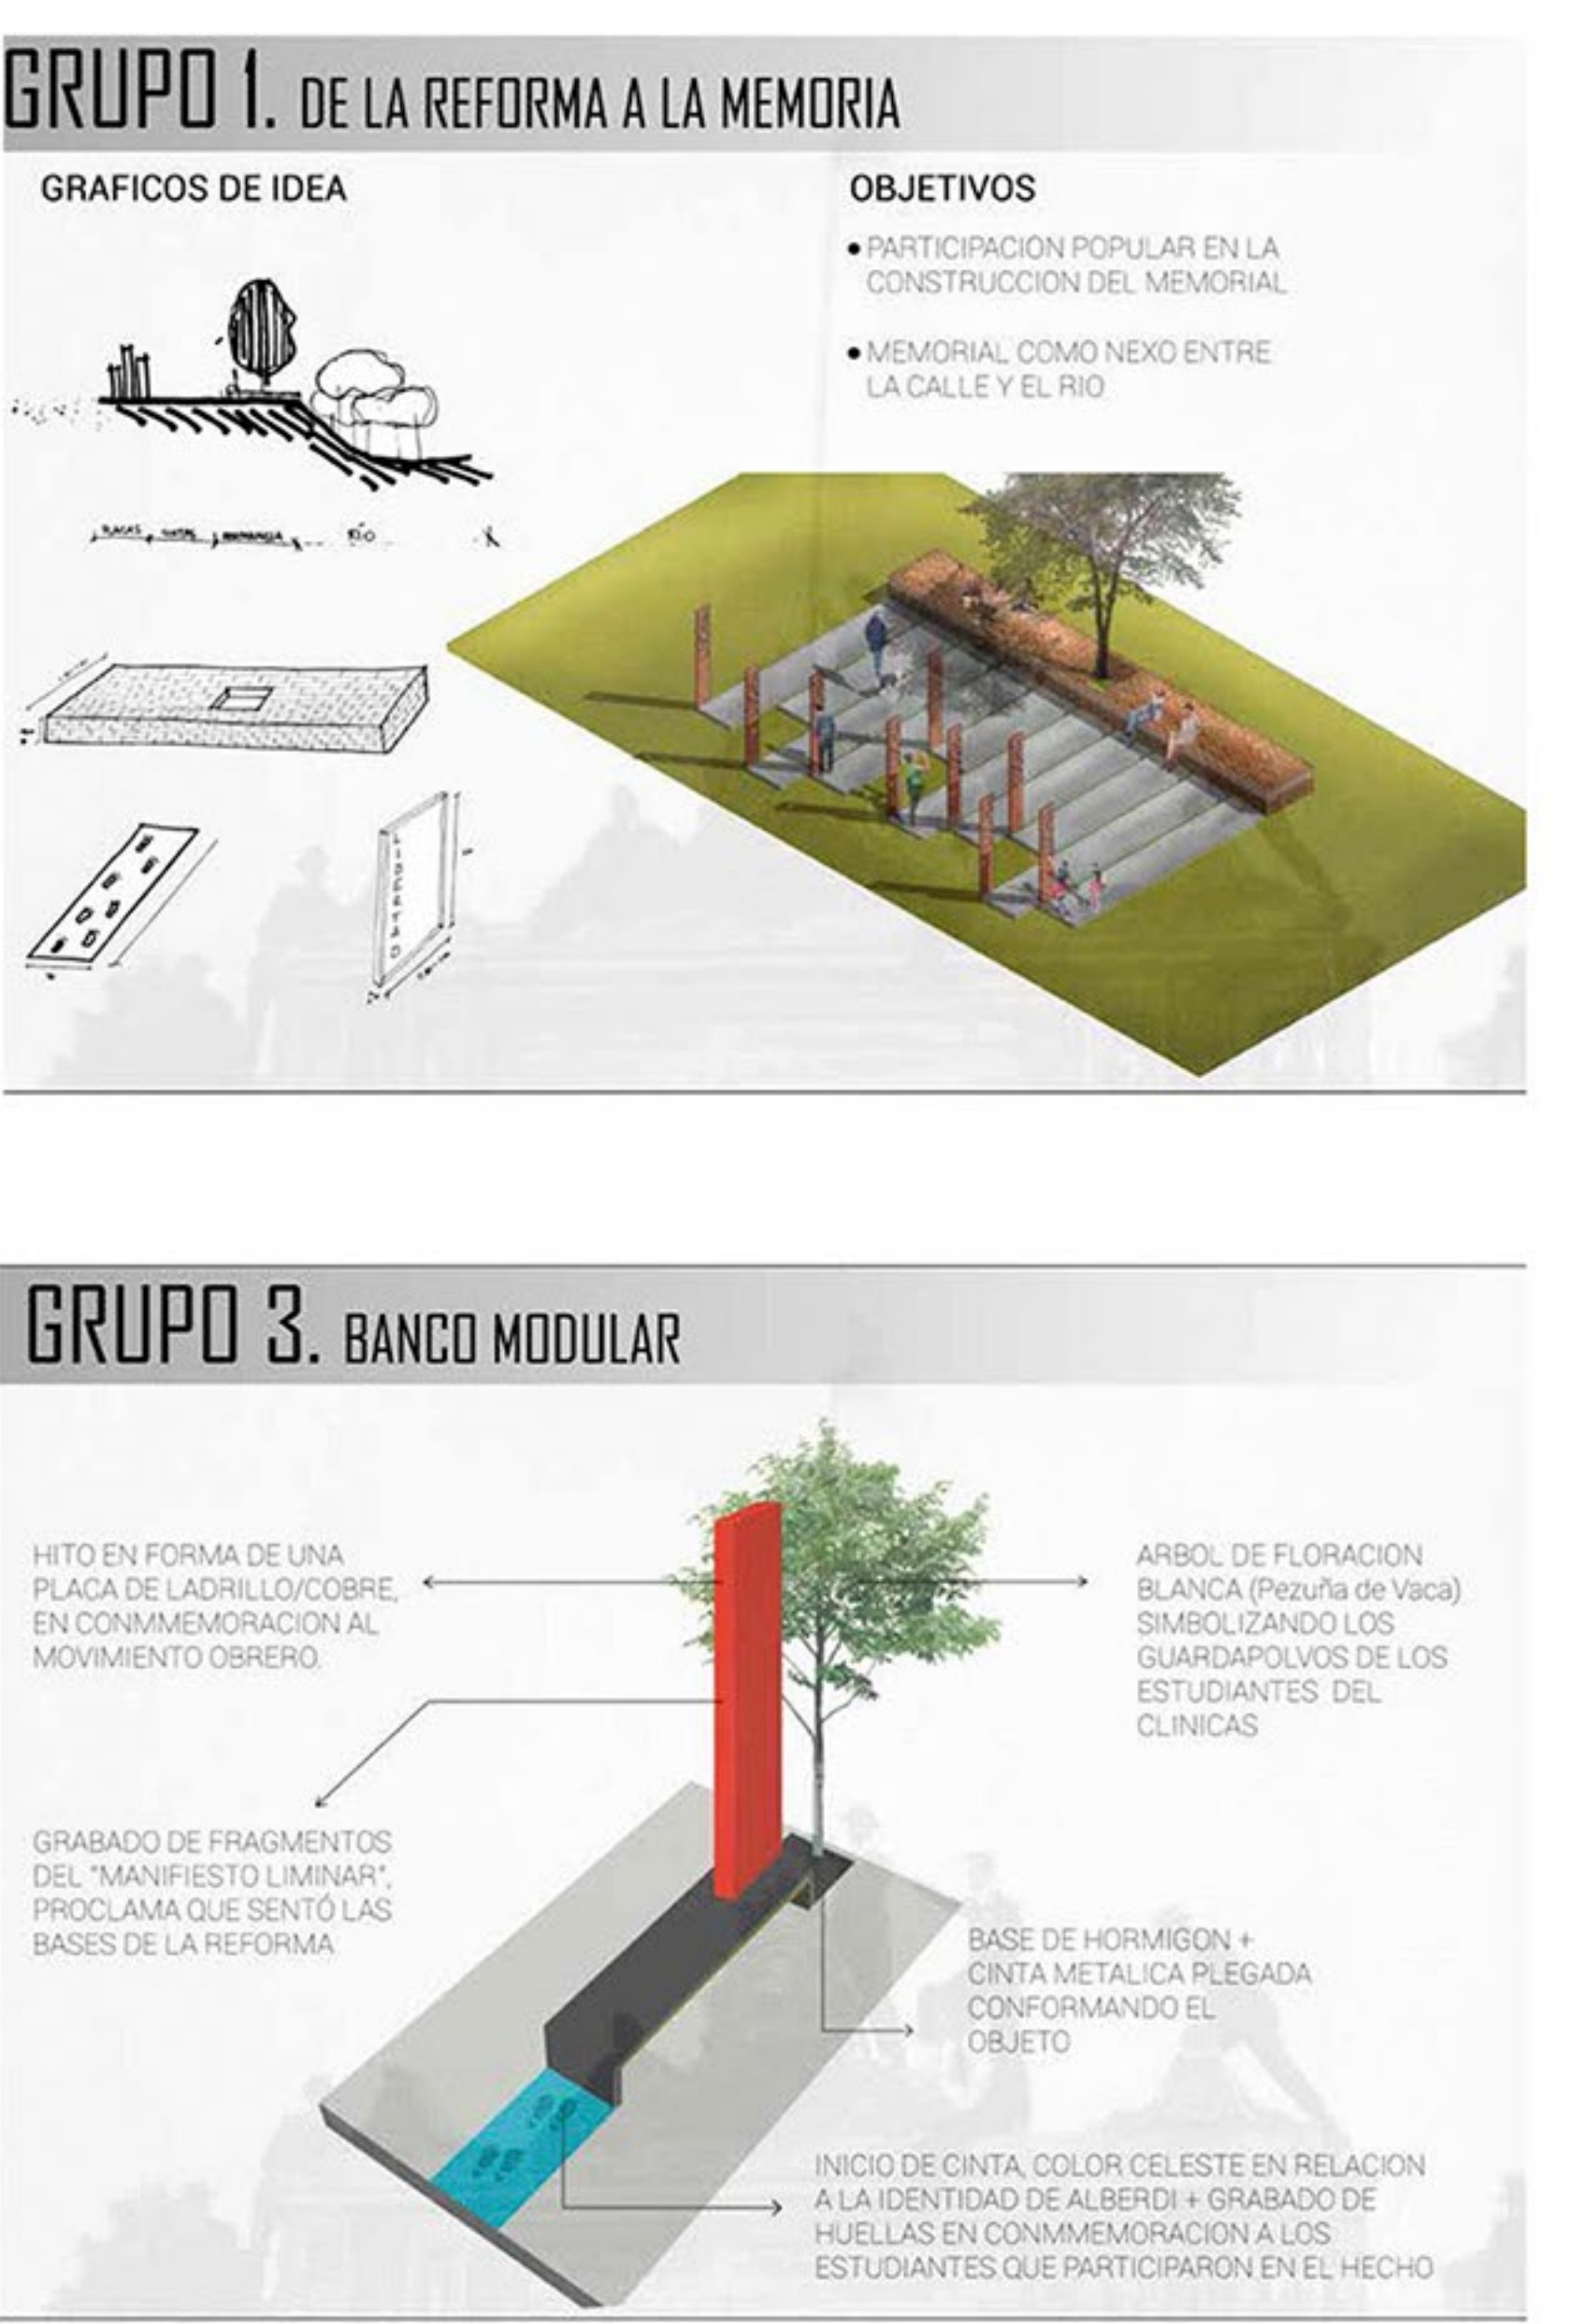 GRUPO 1. DE LA REFORMA A LA MEMORIA
GRAFICOS DE IDEA
RÍO
LIBERTAD
OBJETIVOS
• PARTICIPACION POPULAR EN LA
CONSTRUCCION DEL MEMORIAL
• MEMORIAL COMO NEXO ENTRE
LA CALLE Y EL RIO
GRUPO 3. BANCO MODULAR
HITO EN FORMA DE UNA
PLACA DE LADRILLO/COBRE,
EN CONMMEMORACION AL
MOVIMIENTO OBRERO.
GRABADO DE FRAGMENTOS
DEL "MANIFIESTO LIMINAR",
PROCLAMA QUE SENTÓ LAS
BASES DE LA REFORMA
ARBOL DE FLORACION
BLANCA (Pezuña de Vaca)
SIMBOLIZANDO LOS
GUARDAPOLVOS DE LOS
ESTUDIANTES DEL
CLINICAS
BASE DE HORMIGON +
CINTA METALICA PLEGADA
CONFORMANDO EL
OBJETO
INICIO DE CINTA, COLOR CELESTE EN RELACION
A LA IDENTIDAD DE ALBERDI + GRABADO DE
HUELLAS EN CONMMEMORACION A LOS
ESTUDIANTES QUE PARTICIPARON EN EL HECHO